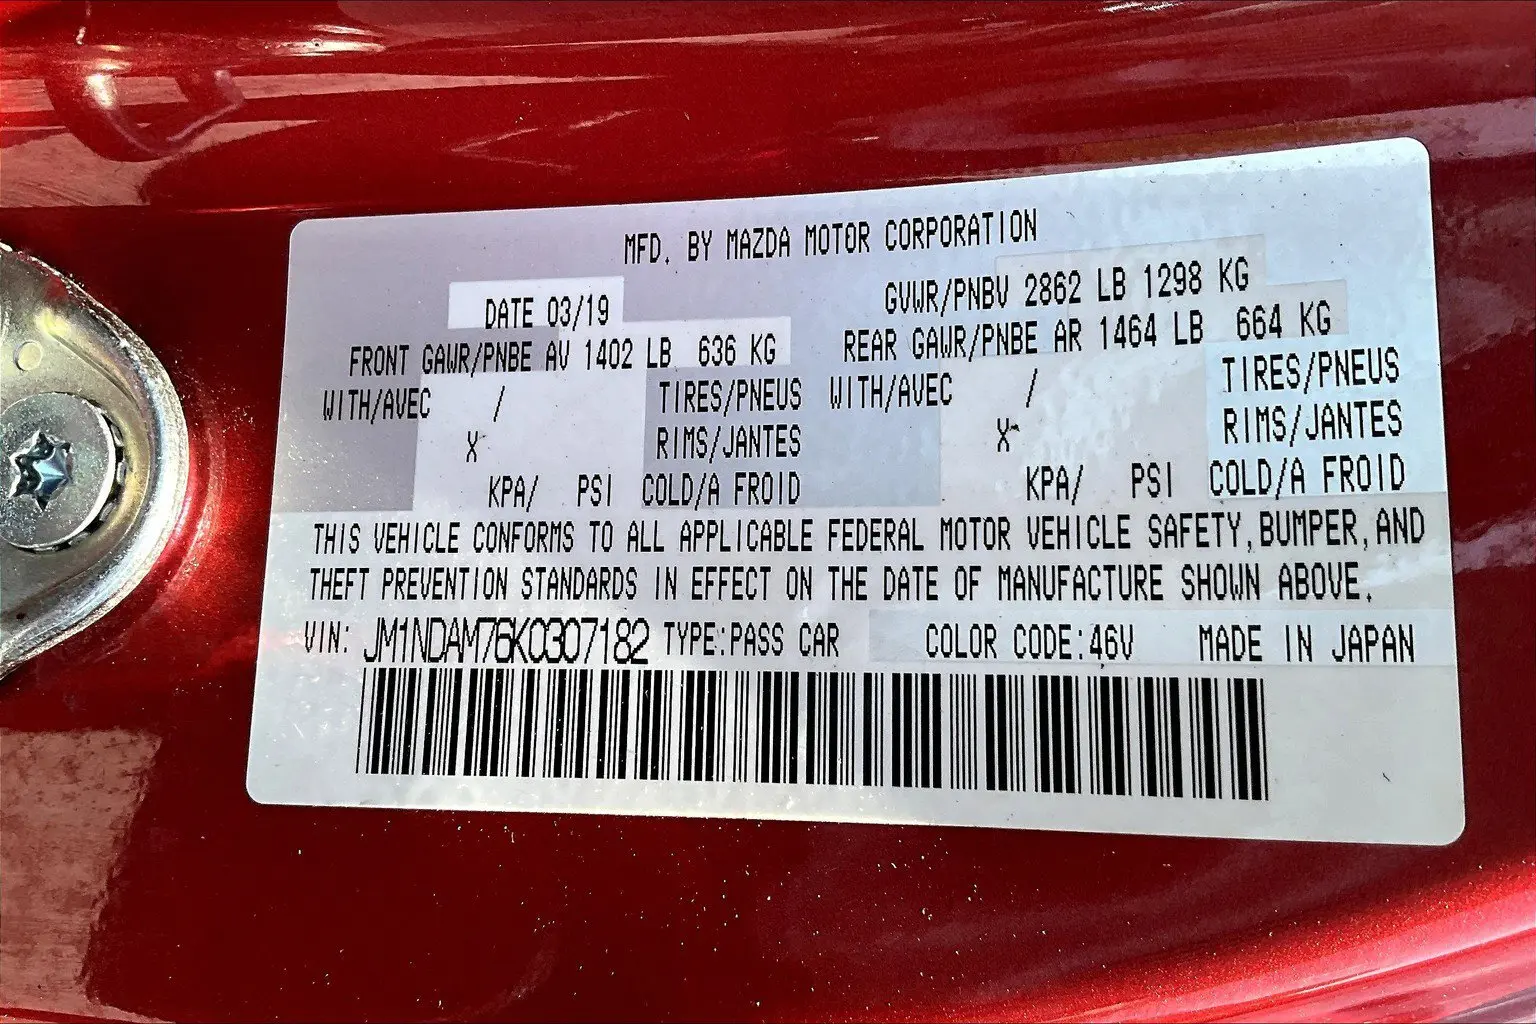 MFD. BY MAZDA MOTOR CORPORATION
DATE 03/19 GVWR/PNBV 2862 LB 1298 KG
FRONT GAWR/PNBE AV 1402 LB 636 KG REAR GAWR/PNBE AR 1464 LB 664 KG
WITH/AVEC / TIRES/PNEUS WITH/AVEC / TIRES/PNEUS
X RIMS/JANTES X RIMS/JANTES
KPA/ PSI COLD/A FROID KPA/ PSI COLD/A FROID
THIS VEHICLE CONFORMS TO ALL APPLICABLE FEDERAL MOTOR VEHICLE SAFETY, BUMPER, AND
THEFT PREVENTION STANDARDS IN EFFECT ON THE DATE OF MANUFACTURE SHOWN ABOVE.
VIN: JM1NDAM76K0307182 TYPE:PASS CAR COLOR CODE:46V MADE IN JAPAN